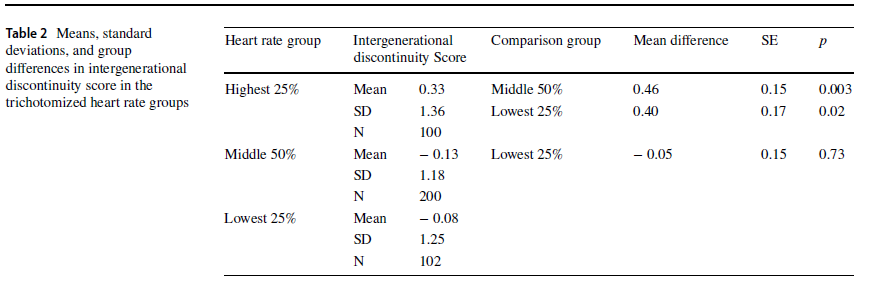 Table 2 Means, standard
deviations, and group
differences in intergenerational
discontinuity score in the
trichotomized heart rate groups
Heart rate group Intergenerational discontinuity Score Comparison group Mean difference SE p
Highest 25% Mean 0.33 Middle 50% 0.46 0.15 0.003
SD 1.36 Lowest 25% 0.40 0.17 0.02
N 100
Middle 50% Mean − 0.13 Lowest 25% − 0.05 0.15 0.73
SD 1.18
N 200
Lowest 25% Mean − 0.08
SD 1.25
N 102